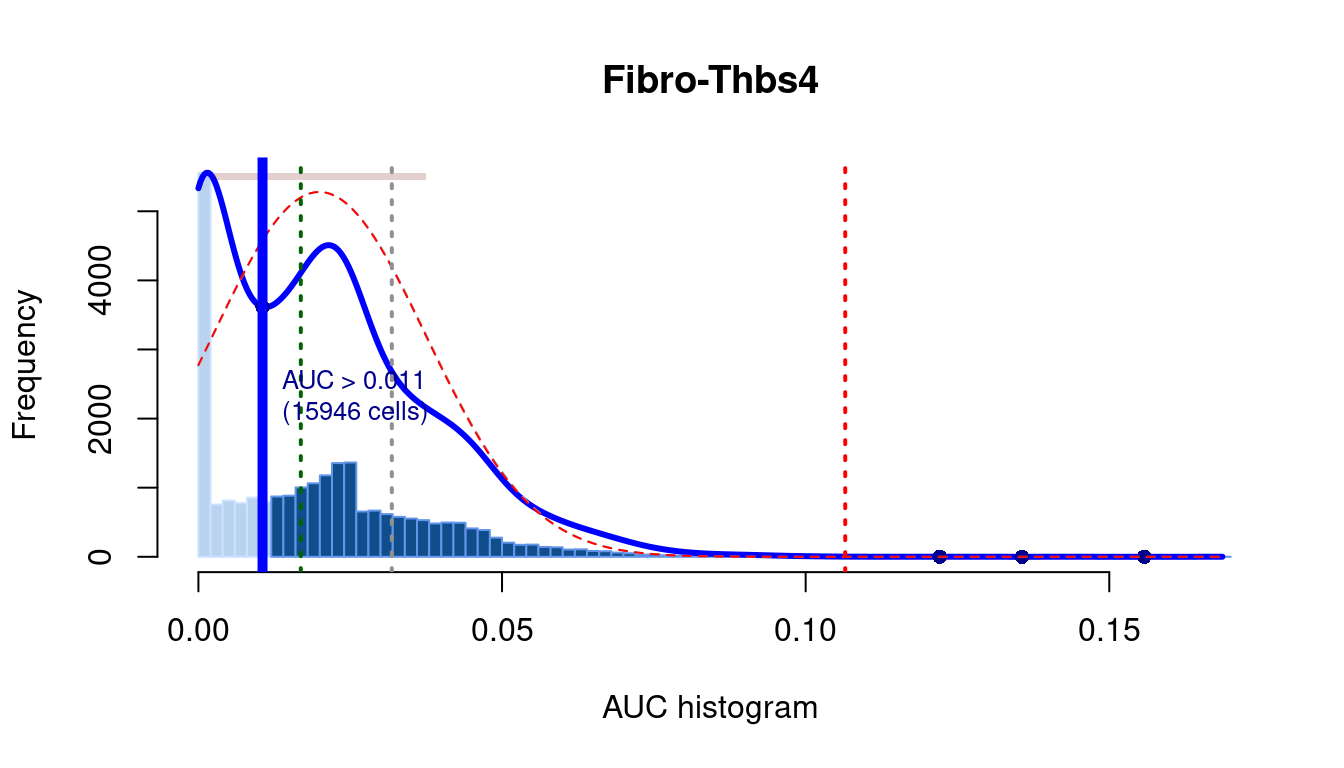 Fibro-Thbs4
Frequency
4000
2000
0
AUC > 0.011
(15946 cells)
0.00 0.05 0.10 0.15
AUC histogram